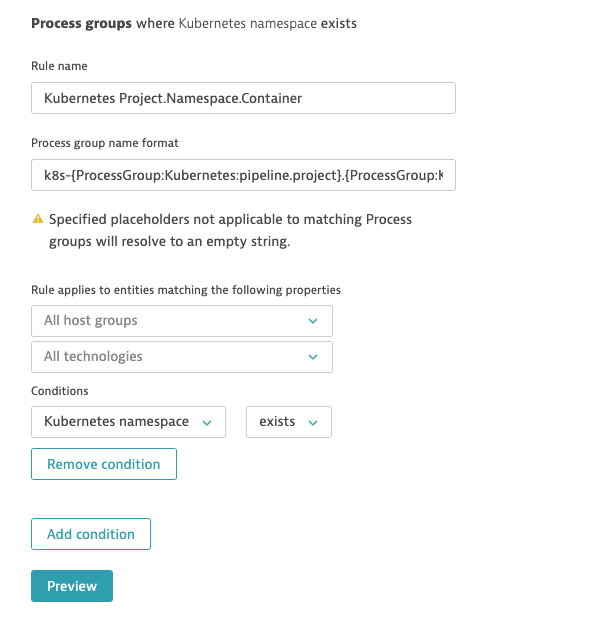 Process groups where Kubernetes namespace exists
Rule name
Kubernetes Project.Namespace.Container
Process group name format
k8s-{ProcessGroup:Kubernetes:pipeline.project}.{ProcessGroup:K
Specified placeholders not applicable to matching Process
groups will resolve to an empty string.
Rule applies to entities matching the following properties
All host groups
All technologies
Conditions
Kubernetes namespace exists
Remove condition
Add condition
Preview